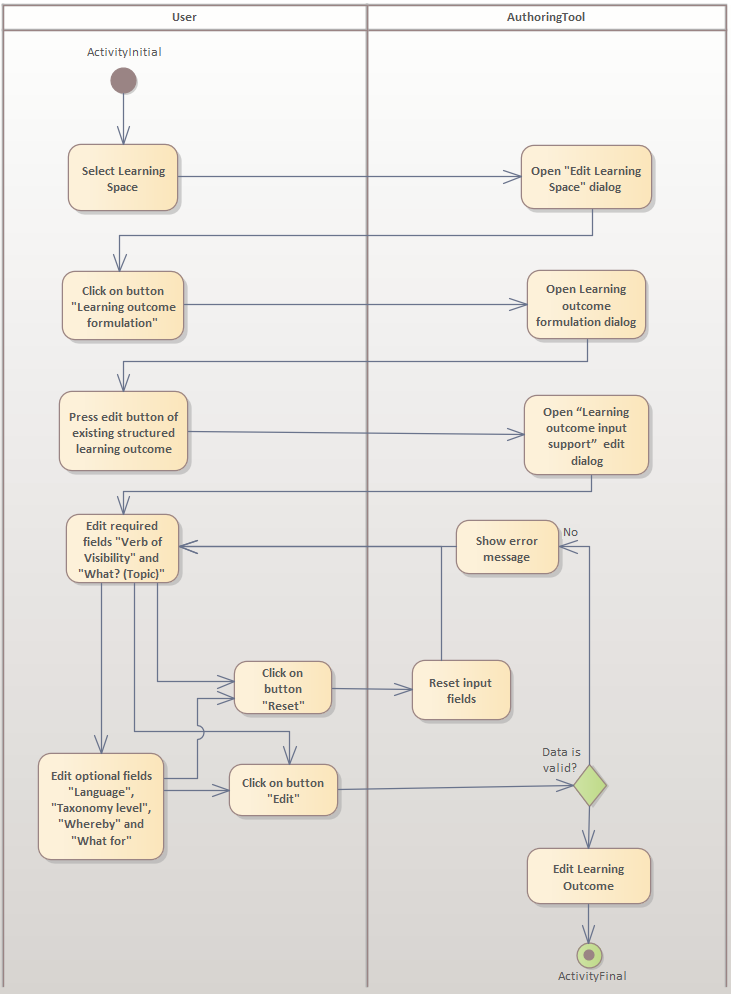 User
AuthoringTool
ActivityInitial
Select Learning
Space
Open "Edit Learning
Space" dialog
Click on button
"Learning outcome
formulation"
Open Learning
outcome
formulation dialog
Press edit button of
existing structured
learning outcome
Open “Learning
outcome input
support” edit
dialog
Edit required
fields "Verb of
Visibility" and
"What? (Topic)"
Show error
message
No
Click on
button
"Reset"
Reset input
fields
Edit optional fields
"Language",
"Taxonomy level",
"Whereby" and
"What for"
Click on button
"Edit"
Data is
valid?
Edit Learning
Outcome
ActivityFinal